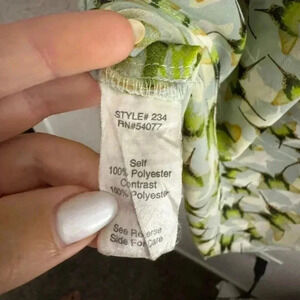 STYLE# 234
RN#54077
Self
100% Polyester
Contrast
100% Polyester
See Reverse
Side For Care